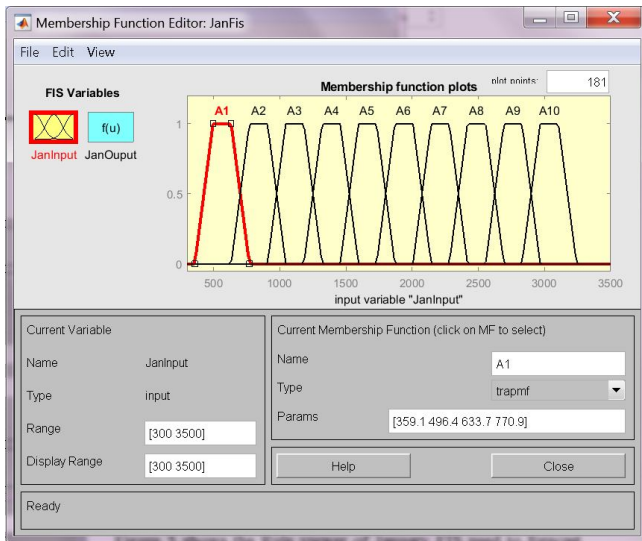 Membership Function Editor: JanFis
File Edit View
FIS Variables
f(u)
JanInput JanOuput
Membership function plots
plot points:
181
A1 A2 A3 A4 A5 A6 A7 A8 A9 A10
1
0.5
0
500 1000 1500 2000 2500 3000 3500
input variable "JanInput"
Current Variable
Name JanInput
Type input
Range [300 3500]
Display Range [300 3500]
Current Membership Function (click on MF to select)
Name A1
Type trapmf
Params [359.1 496.4 633.7 770.9]
Help Close
Ready